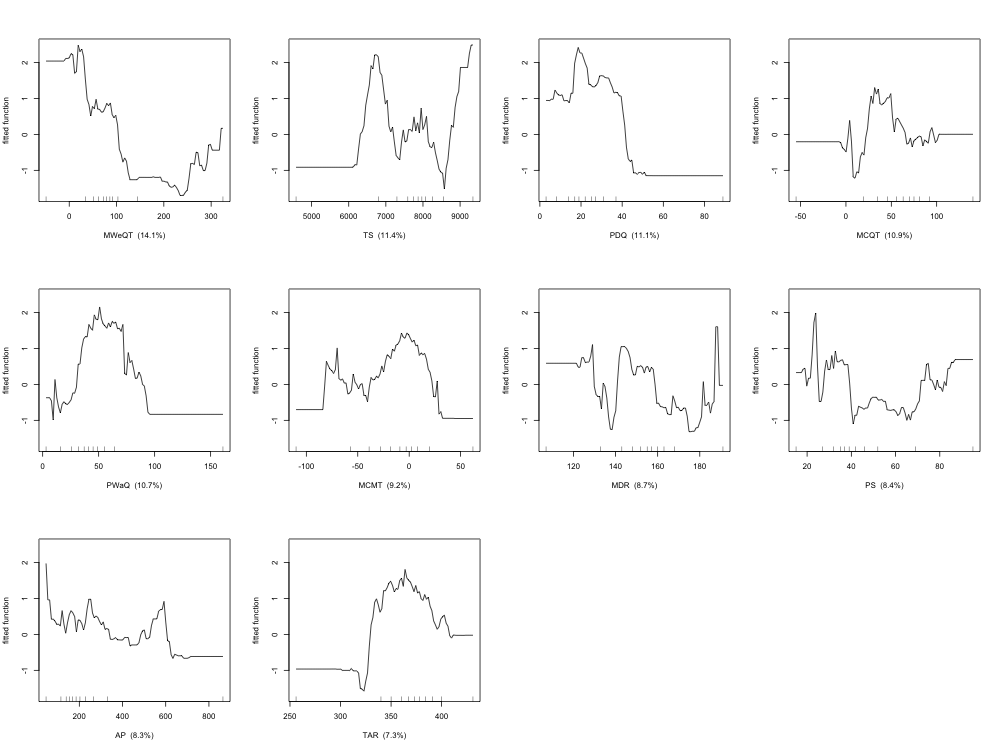 fitted function
2
1
0
-1
0 100 200 300
MWeQT (14.1%)
fitted function
2
1
0
-1
5000 6000 7000 8000 9000
TS (11.4%)
fitted function
2
1
0
-1
0 20 40 60 80
PDQ (11.1%)
fitted function
2
1
0
-1
-50 0 50 100
MCQT (10.9%)
fitted function
2
1
0
-1
0 50 100 150
PWaQ (10.7%)
fitted function
2
1
0
-1
-100 -50 0 50
MCMT (9.2%)
fitted function
2
1
0
-1
120 140 160 180
MDR (8.7%)
fitted function
2
1
0
-1
20 40 60 80
PS (8.4%)
fitted function
2
1
0
-1
200 400 600 800
AP (8.3%)
fitted function
2
1
0
-1
250 300 350 400
TAR (7.3%)